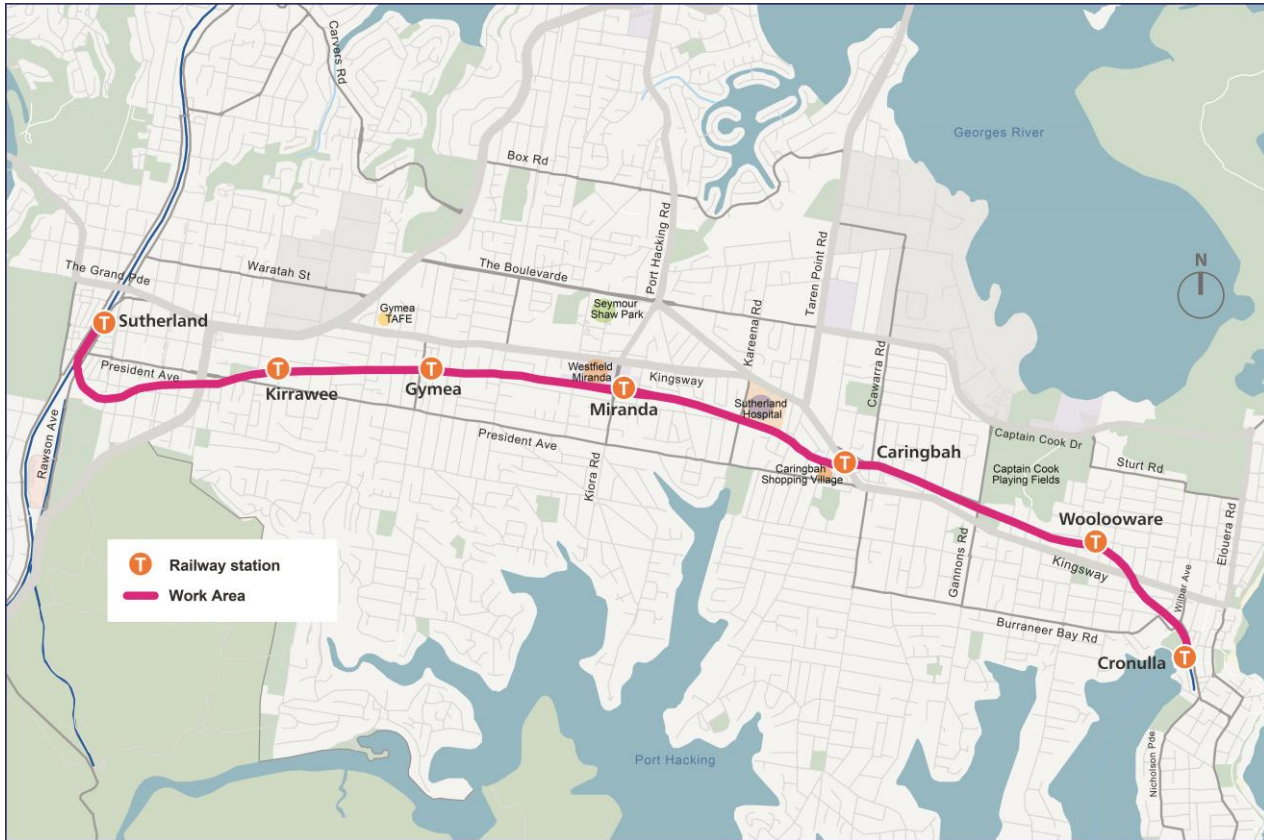 Carvers Rd
Georges River
Box Rd
Port Hacking Rd
Taren Point Rd
N
The Grand Pde
Waratah St
The Boulevarde
Gymea
TAFE
Seymour
Shaw Park
Kareena Rd
T
Sutherland
President Ave
T
Kirrawee
T
Gymea
Westfield
Miranda
T
Miranda
Kingsway
Cawarra Rd
Sutherland
Hospital
Rawson Ave
President Ave
Kiora Rd
T
Caringbah
Caringbah
Shopping Village
Captain Cook Dr
Captain Cook
Playing Fields
Sturt Rd
Elouera Rd
Woolooware
T
Gannons Rd
Kingsway
Wilbar Ave
Burraneer Bay Rd
Cronulla
T
T
Railway station
Work Area
Port Hacking
Nicholson Pde